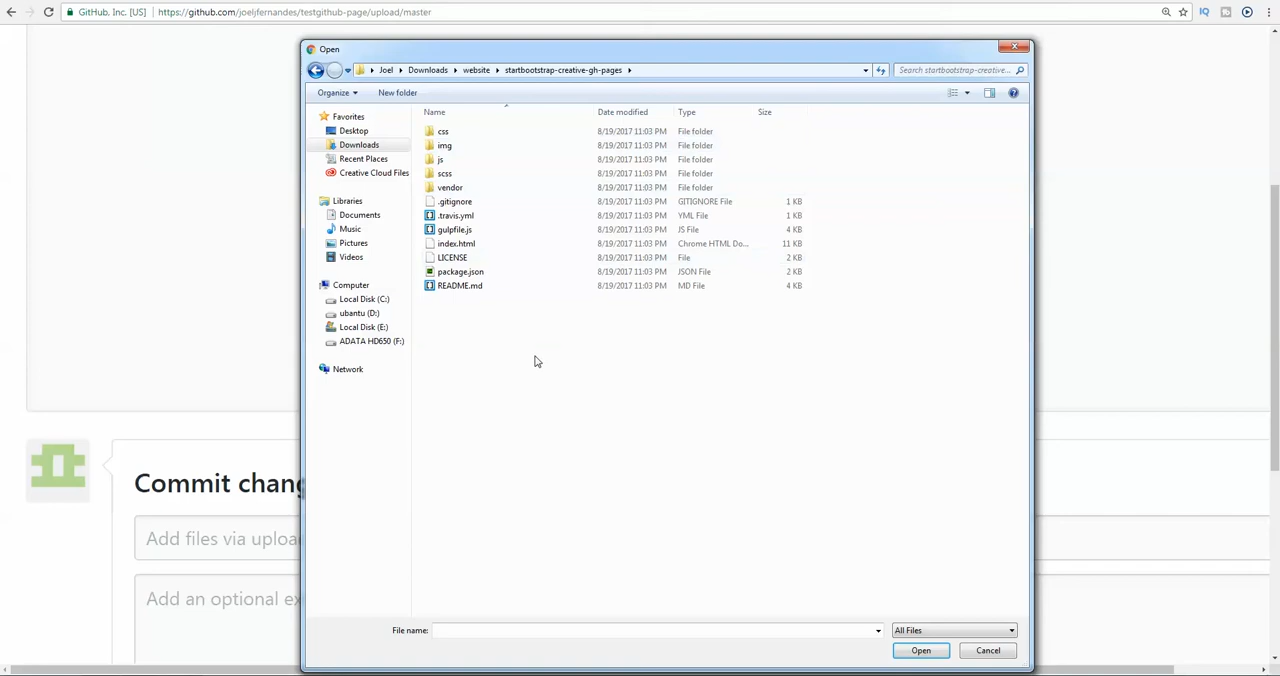 GitHub, Inc. [US] https://github.com/joeljfernandes/testgithub-page/upload/master
Open
Joel Downloads website startbootstrap-creative-gh-pages Search startbootstrap-creative...
Organize New folder
Name Date modified Type Size
Favorites
Desktop
Downloads
Recent Places
Creative Cloud Files
Libraries
Documents
Music
Pictures
Videos
Computer
Local Disk (C:)
ubantu (D:)
Local Disk (E:)
ADATA HD650 (F:)
Network
css 8/19/2017 11:03 PM File folder
img 8/19/2017 11:03 PM File folder
js 8/19/2017 11:03 PM File folder
scss 8/19/2017 11:03 PM File folder
vendor 8/19/2017 11:03 PM File folder
.gitignore 8/19/2017 11:03 PM GITIGNORE File 1 KB
.travis.yml 8/19/2017 11:03 PM YML File 1 KB
gulpfile.js 8/19/2017 11:03 PM JS File 4 KB
index.html 8/19/2017 11:03 PM Chrome HTML Do... 11 KB
LICENSE 8/19/2017 11:03 PM File 2 KB
package.json 8/19/2017 11:03 PM JSON File 2 KB
README.md 8/19/2017 11:03 PM MD File 4 KB
Commit chang
Add files via uploa
Add an optional ex
File name: All Files
Open Cancel